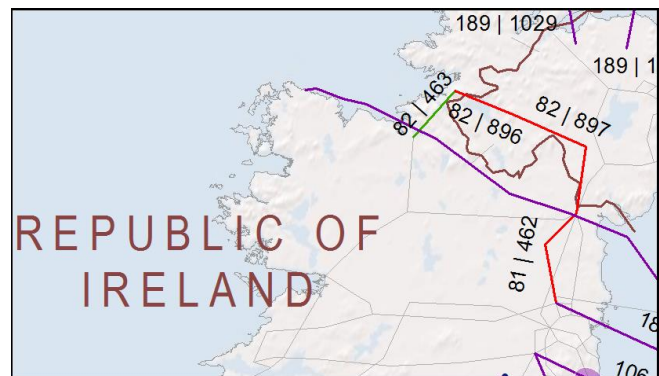 189 | 1029
189 | 1
82 | 463
82 | 896
82 | 897
REPUBLIC OF
IRELAND
81 | 462
18
106